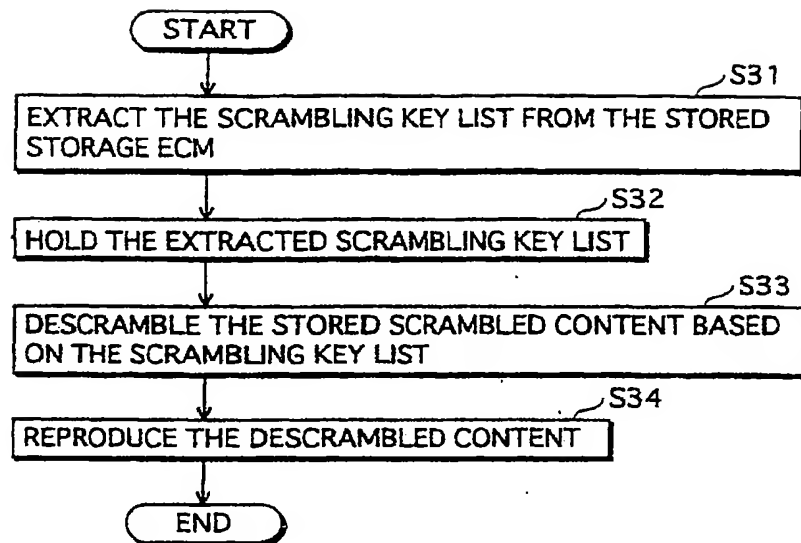 START
S31
EXTRACT THE SCRAMBLING KEY LIST FROM THE STORED
STORAGE ECM
S32
HOLD THE EXTRACTED SCRAMBLING KEY LIST
S33
DESCRAMBLE THE STORED SCRAMBLED CONTENT BASED
ON THE SCRAMBLING KEY LIST
S34
REPRODUCE THE DESCRAMBLED CONTENT
END